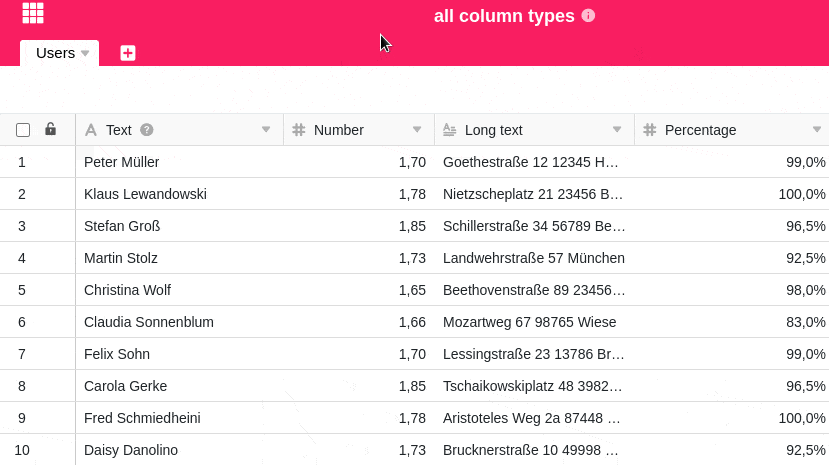 all column types
Users
Text Number Long text Percentage
1 Peter Müller 1,70 Goethestraße 12 12345 H… 99,0%
2 Klaus Lewandowski 1,78 Nietzscheplatz 21 23456 B… 100,0%
3 Stefan Groß 1,85 Schillerstraße 34 56789 Be… 96,5%
4 Martin Stolz 1,73 Landwehrstraße 57 München 92,5%
5 Christina Wolf 1,65 Beethovenstraße 89 23456… 98,0%
6 Claudia Sonnenblum 1,66 Mozartweg 67 98765 Wiese 83,0%
7 Felix Sohn 1,70 Lessingstraße 23 13786 Br… 99,0%
8 Carola Gerke 1,85 Tschaikowskiplatz 48 3982… 96,5%
9 Fred Schmiedheini 1,78 Aristoteles Weg 2a 87448 … 100,0%
10 Daisy Danolino 1,73 Brucknerstraße 10 49998 … 92,5%